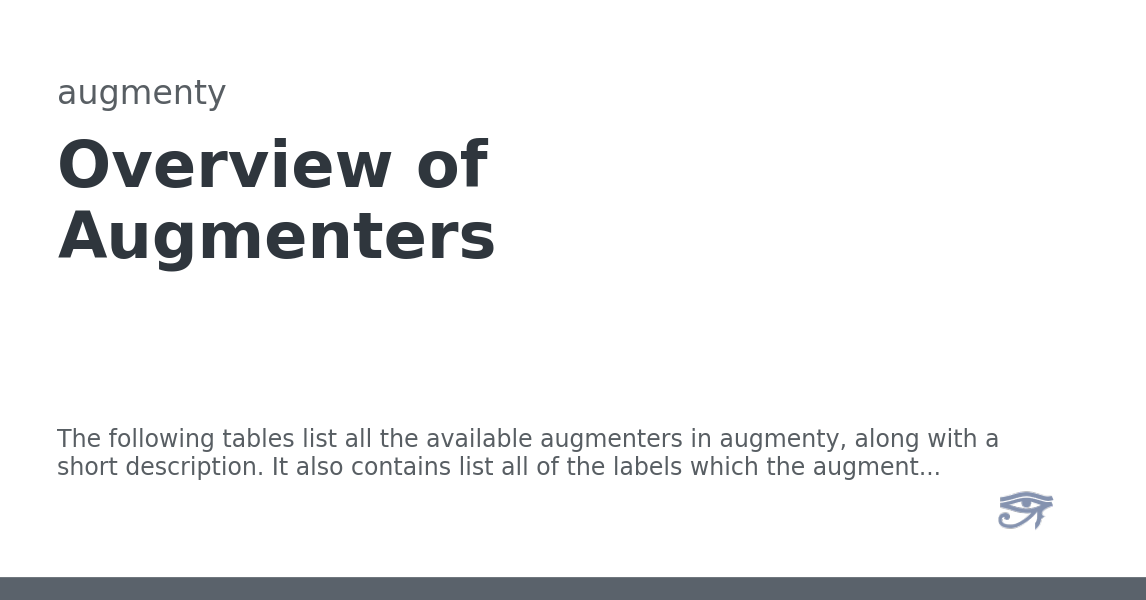 augmenty
Overview of
Augmenters
The following tables list all the available augmenters in augmenty, along with a
short description. It also contains list all of the labels which the augment...